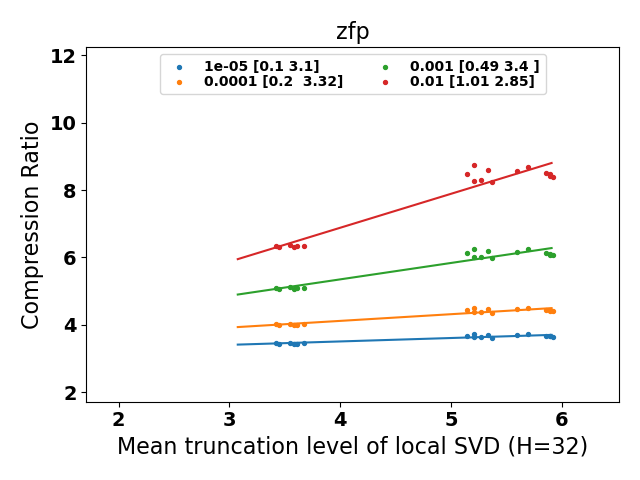 zfp
1e-05 [0.1 3.1]
0.0001 [0.2  3.32]
0.001 [0.49 3.4 ]
0.01 [1.01 2.85]
12
10
8
6
4
2
Compression Ratio
2 3 4 5 6
Mean truncation level of local SVD (H=32)